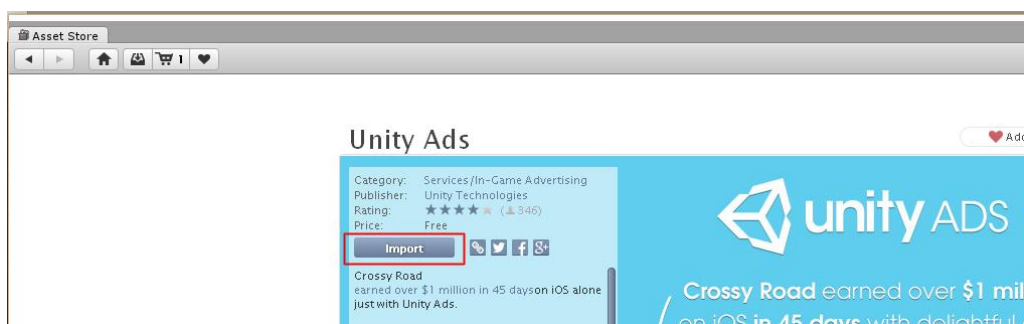 Asset Store
1
Unity Ads
Category: Services/In-Game Advertising
Publisher: Unity Technologies
Rating: (346)
Price: Free
Import
Crossy Road
earned over $1 million in 45 dayson iOS alone
just with Unity Ads.
unity ADS
Crossy Road earned over $1 mil
on iOS in 45 days with delightful